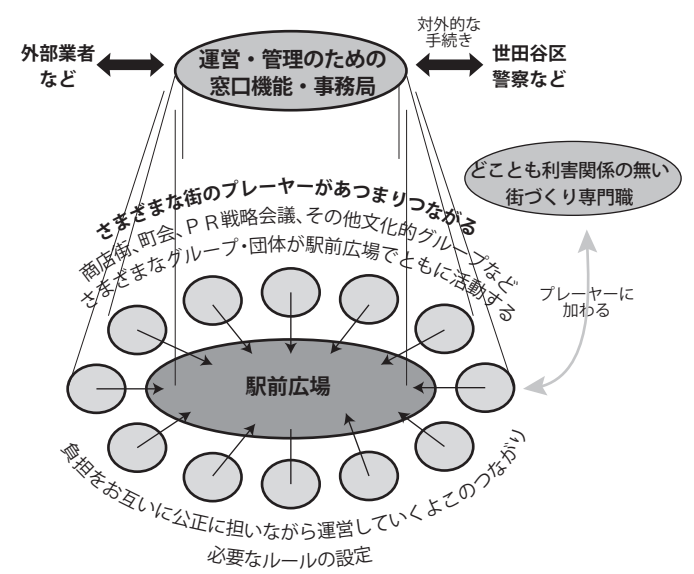 対外的な
手続き
外部業者
など
運営・管理のための
窓口機能・事務局
世田谷区
警察など
どことも利害関係の無い
街づくり専門職
さまざまな街のプレーヤーがあつまりつながる
商店街、町会、ＰＲ戦略会議、その他文化的グループなど
さまざまなグループ・団体が駅前広場でともに活動する
プレーヤーに
加わる
駅前広場
負担をお互いに公正に担いながら運営していくよこのつながり
必要なルールの設定